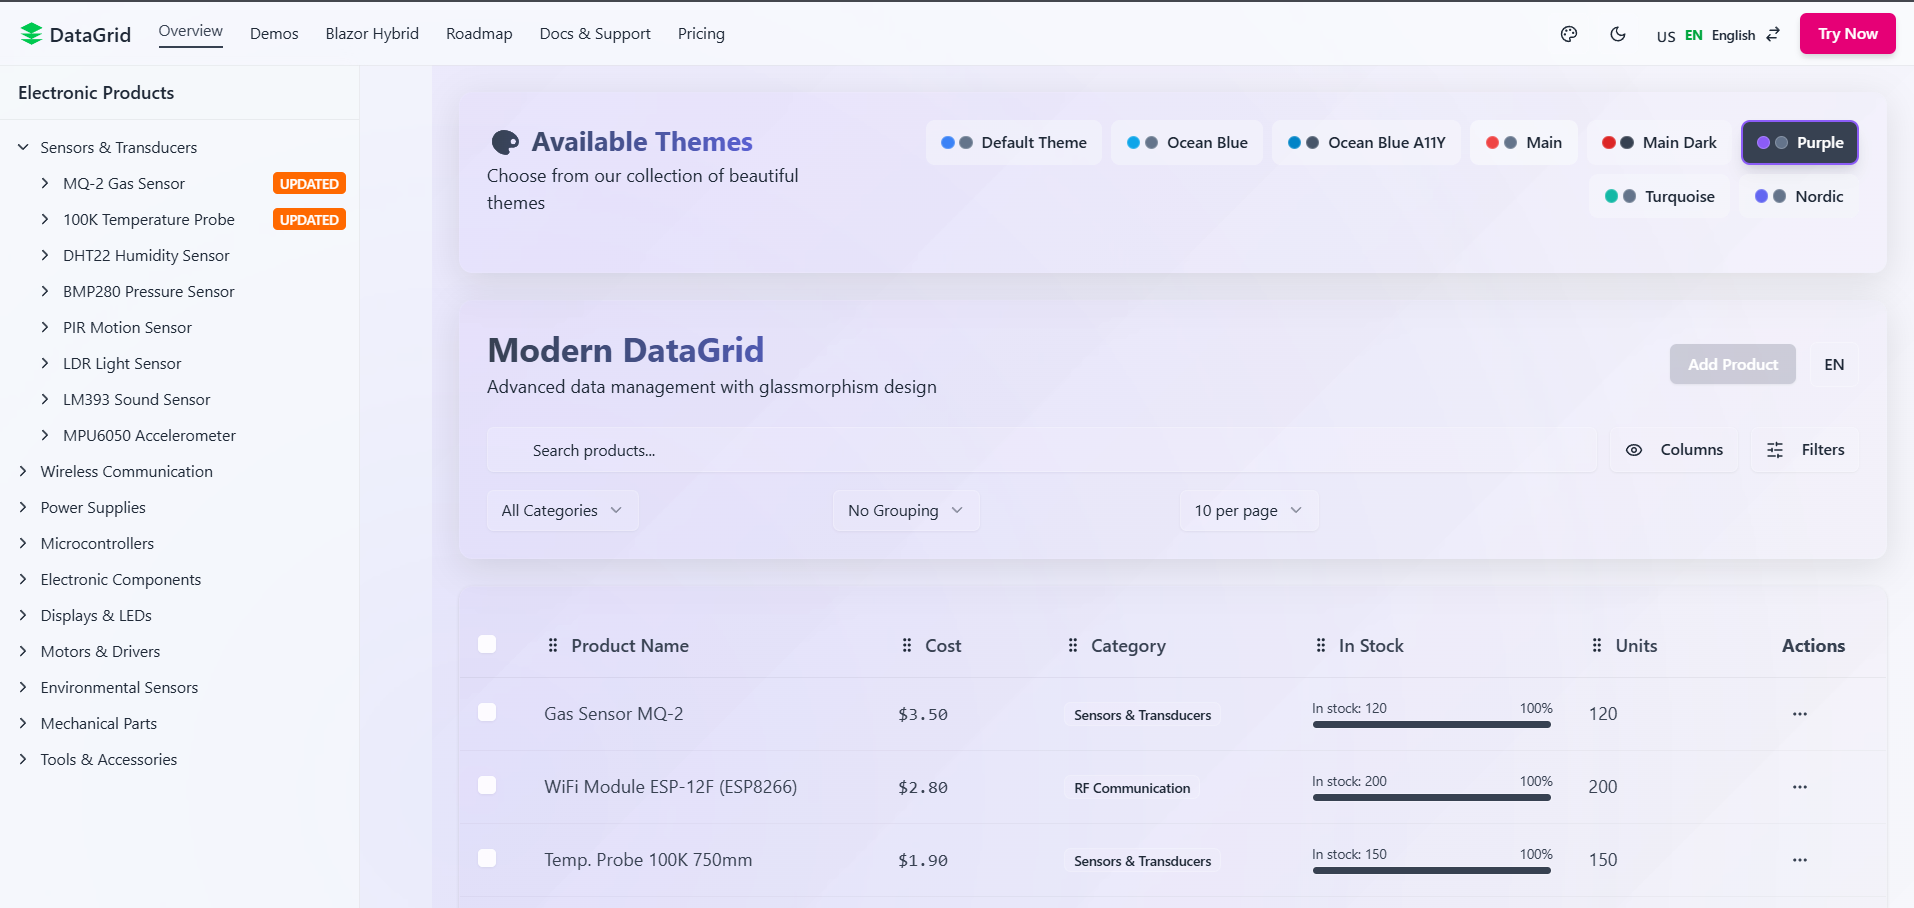 DataGrid
Overview
Demos
Blazor Hybrid
Roadmap
Docs & Support
Pricing
US EN English
Try Now
Electronic Products
Sensors & Transducers
MQ-2 Gas Sensor UPDATED
100K Temperature Probe UPDATED
DHT22 Humidity Sensor
BMP280 Pressure Sensor
PIR Motion Sensor
LDR Light Sensor
LM393 Sound Sensor
MPU6050 Accelerometer
Wireless Communication
Power Supplies
Microcontrollers
Electronic Components
Displays & LEDs
Motors & Drivers
Environmental Sensors
Mechanical Parts
Tools & Accessories
Available Themes
Choose from our collection of beautiful
themes
Default Theme
Ocean Blue
Ocean Blue A11Y
Main
Main Dark
Purple
Turquoise
Nordic
Modern DataGrid
Advanced data management with glassmorphism design
Add Product
EN
Search products...
Columns
Filters
All Categories
No Grouping
10 per page
Product Name Cost Category In Stock Units Actions
Gas Sensor MQ-2 $3.50 Sensors & Transducers In stock: 120 100% 120 ...
WiFi Module ESP-12F (ESP8266) $2.80 RF Communication In stock: 200 100% 200 ...
Temp. Probe 100K 750mm $1.90 Sensors & Transducers In stock: 150 100% 150 ...